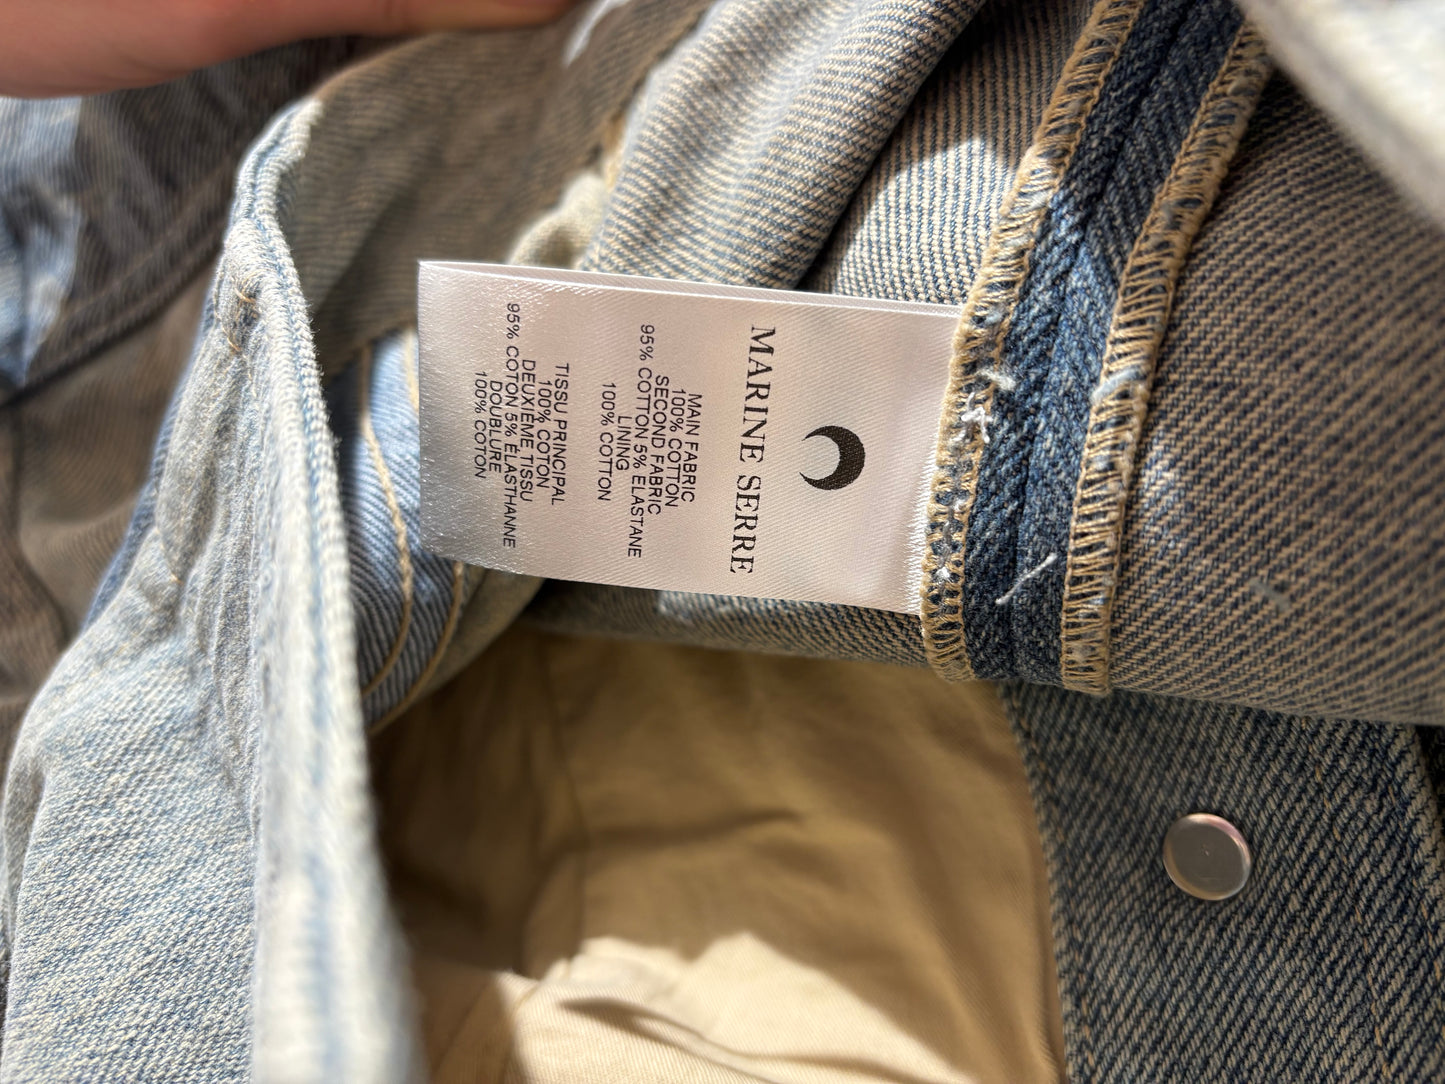 MARINE SERRE
MAIN FABRIC
100% COTTON
SECOND FABRIC
95% COTTON 5% ELASTANE
LINING
100% COTTON
TISSU PRINCIPAL
100% COTON
DEUXIÈME TISSU
95% COTON 5% ÉLASTHANNE
DOUBLURE
100% COTON